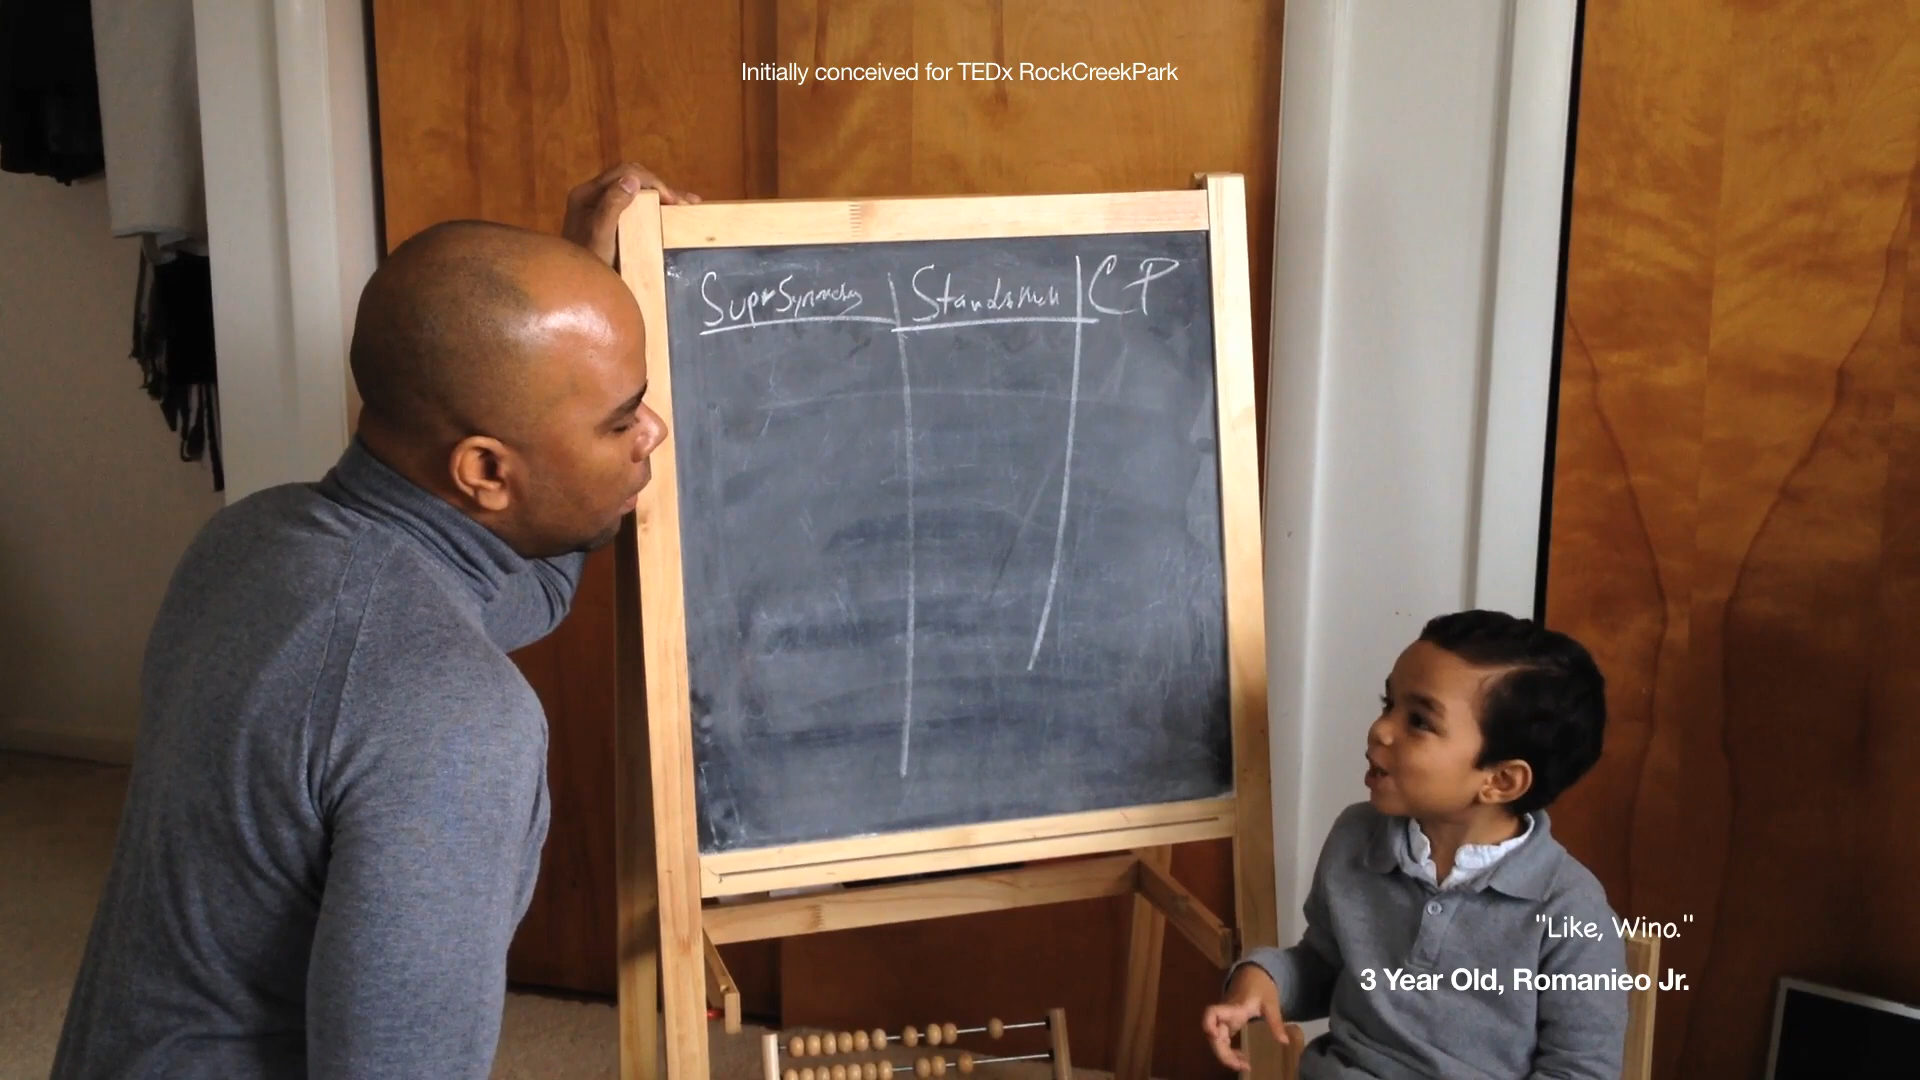 Initially conceived for TEDx RockCreekPark
CP
"Like, Wino."
3 Year Old, Romanieo Jr.